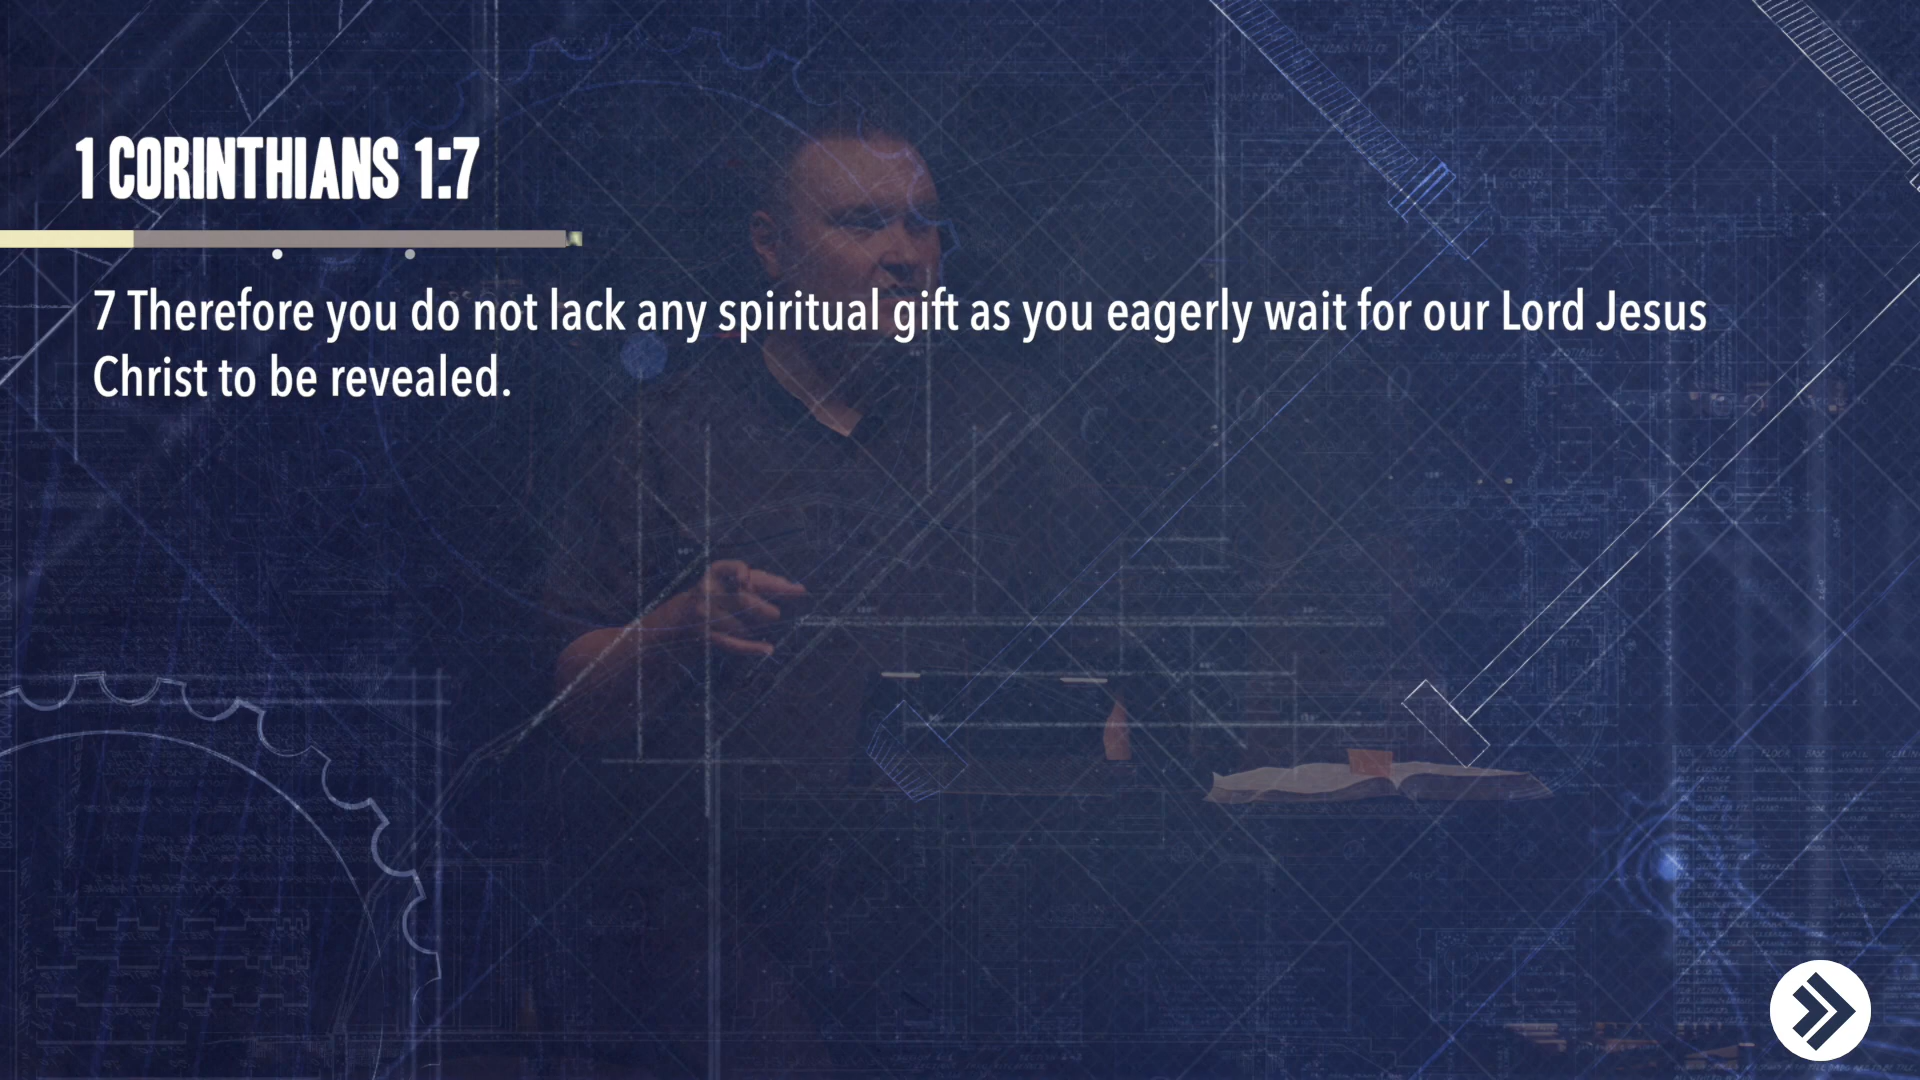 1 CORINTHIANS 1:7
7 Therefore you do not lack any spiritual gift as you eagerly wait for our Lord Jesus
Christ to be revealed.